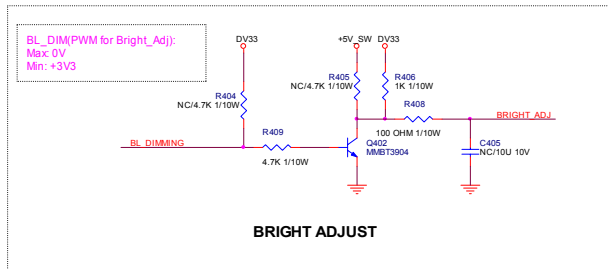 BL_DIM(PWM for Bright_Adj):
Max: 0V
Min: +3V3
DV33
+5V_SW
DV33
R404
NC/4.7K 1/10W
R405
NC/4.7K 1/10W
R406
1K 1/10W
R408
100 OHM 1/10W
BRIGHT_ADJ
BL_DIMMING
R409
4.7K 1/10W
Q402
MMBT3904
C405
NC/10U 10V
BRIGHT ADJUST